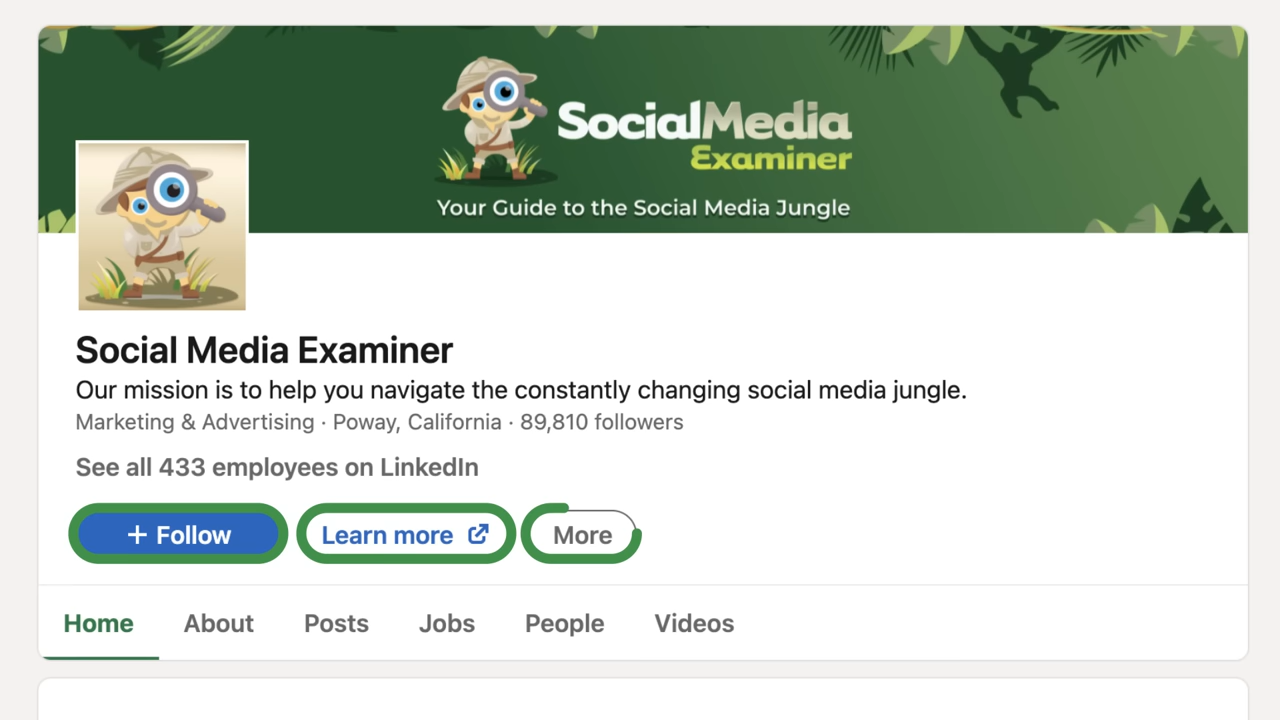 SocialMedia
Examiner
Your Guide to the Social Media Jungle
Social Media Examiner
Our mission is to help you navigate the constantly changing social media jungle.
Marketing & Advertising · Poway, California · 89,810 followers
See all 433 employees on LinkedIn
+ Follow Learn more More
Home About Posts Jobs People Videos